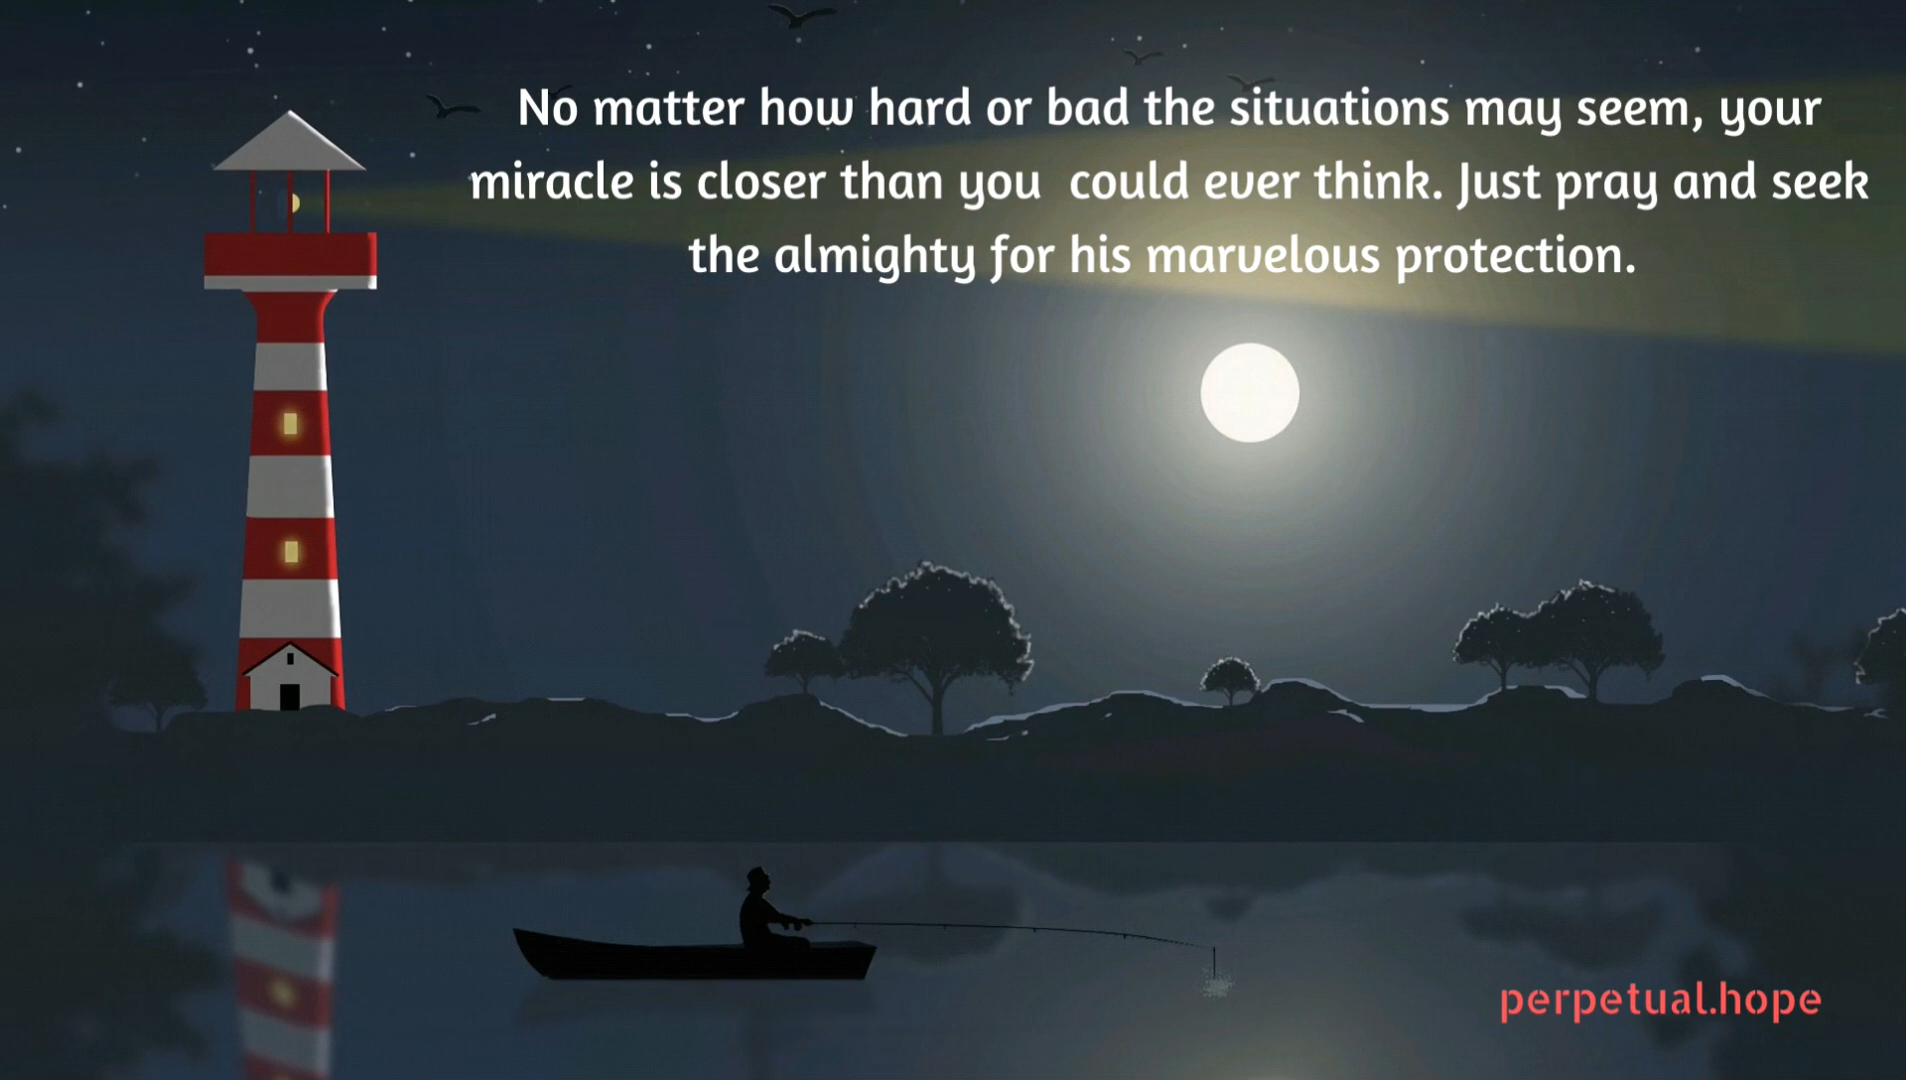 No matter how hard or bad the situations may seem, your
miracle is closer than you could ever think. Just pray and seek
the almighty for his marvelous protection.
perpetual.hope